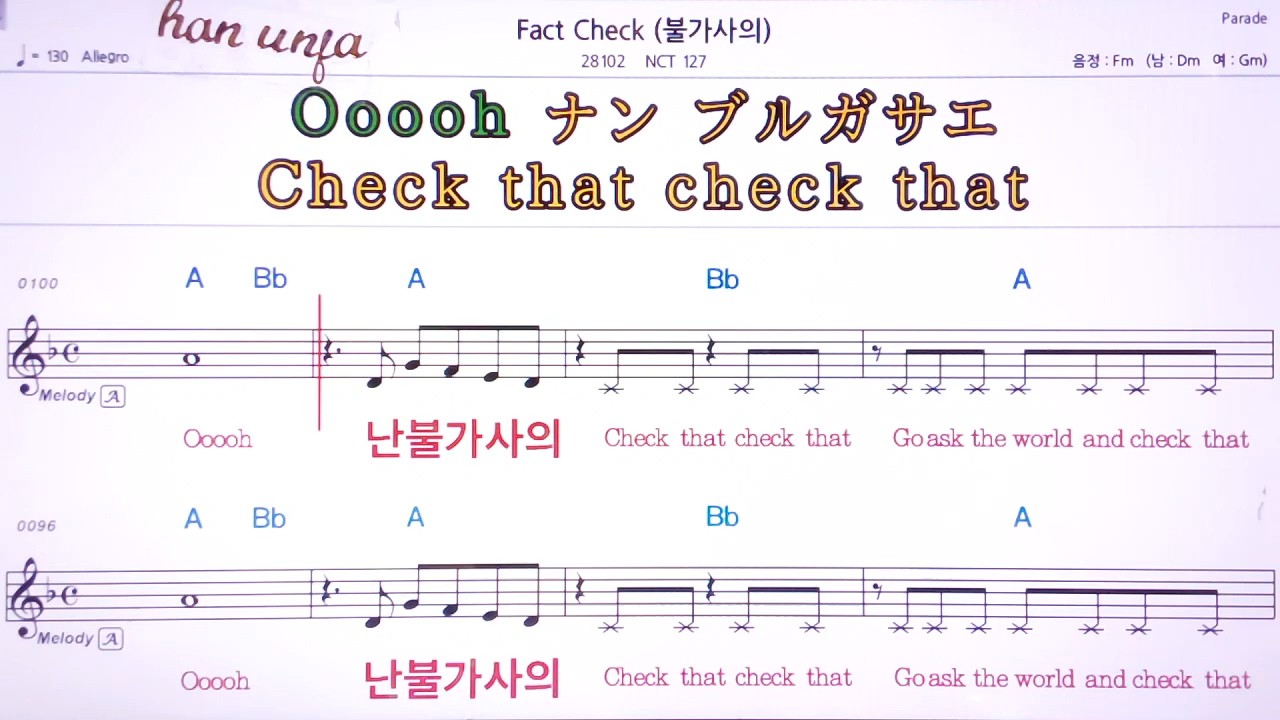 han unja
Fact Check (불가사의)
Parade
♩= 130 Allegro
28102 NCT 127
음정 : Fm (남 : Dm 여 : Gm)
Ooooh ナン ブルガサエ
Check that check that
0100 A Bb A Bb A
Melody A
Ooooh 난불가사의 Check that check that Go ask the world and check that
0096 A Bb A Bb A
Melody A
Ooooh 난불가사의 Check that check that Go ask the world and check that